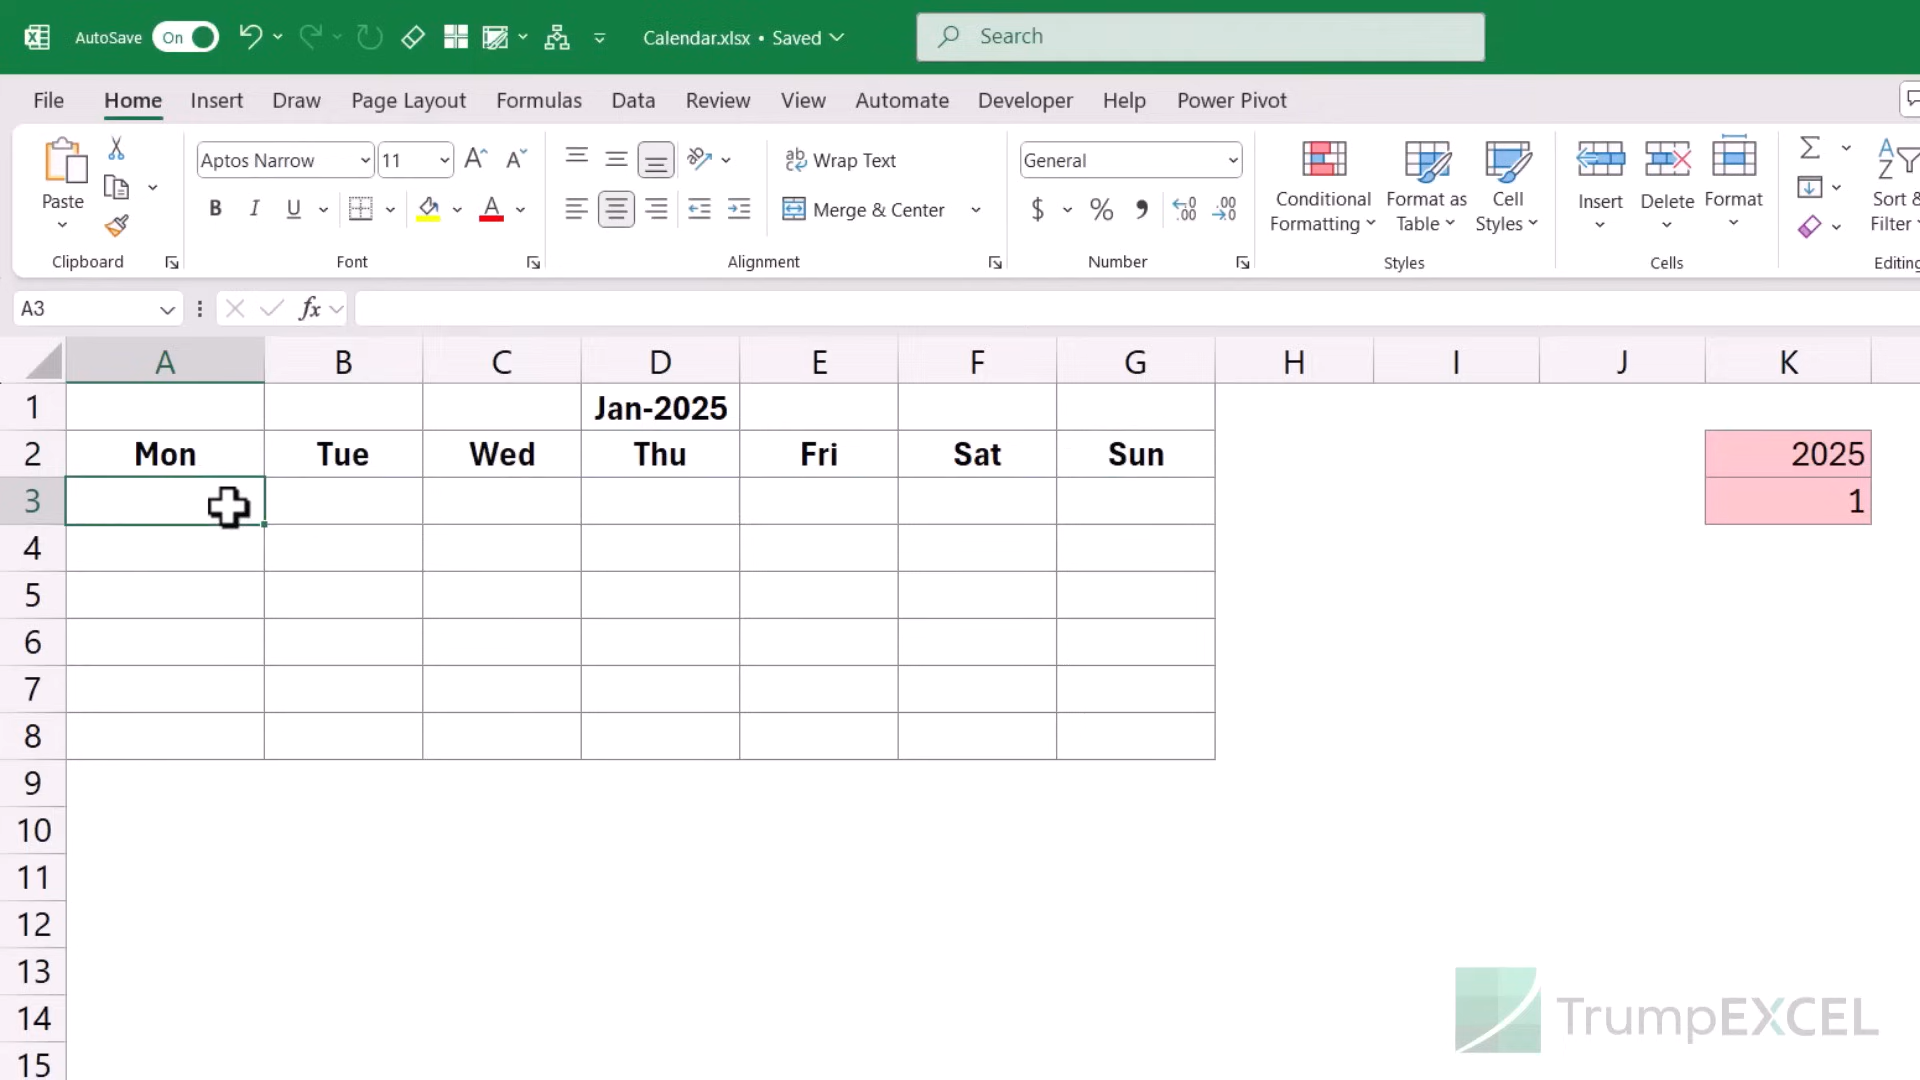 AutoSave On Calendar.xlsx • Saved Search
File Home Insert Draw Page Layout Formulas Data Review View Automate Developer Help Power Pivot
Paste
Clipboard
Aptos Narrow 11
B I U A
Font
Wrap Text
Merge & Center
Alignment
General
$ % , .00
Number
Conditional Formatting
Format as Table
Cell Styles
Styles
Insert Delete Format
Cells
Sort &
Filter
Editing
A3 fx
A B C D E F G H I J K
1 Jan-2025
2 Mon Tue Wed Thu Fri Sat Sun 2025
3 1
4
5
6
7
8
9
10
11
12
13
14
15
TrumpEXCEL